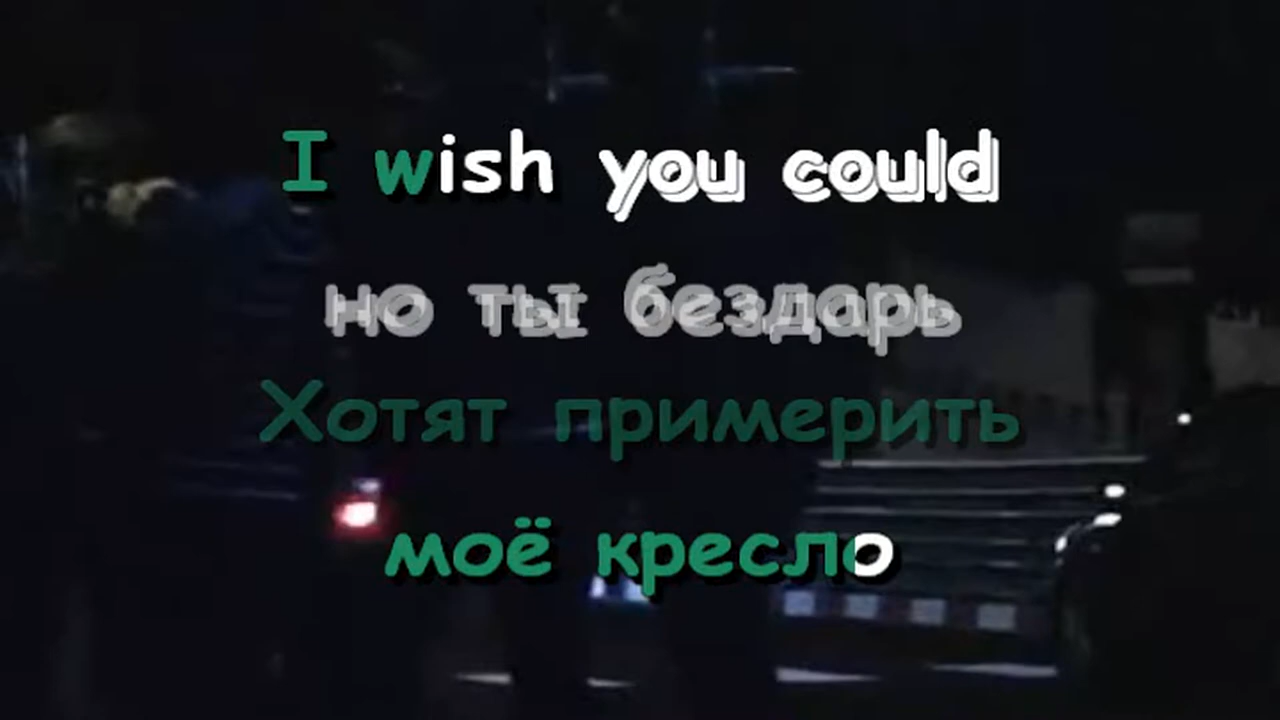 I wish you could
но ты бездарь
Хотят примерить
моё кресло